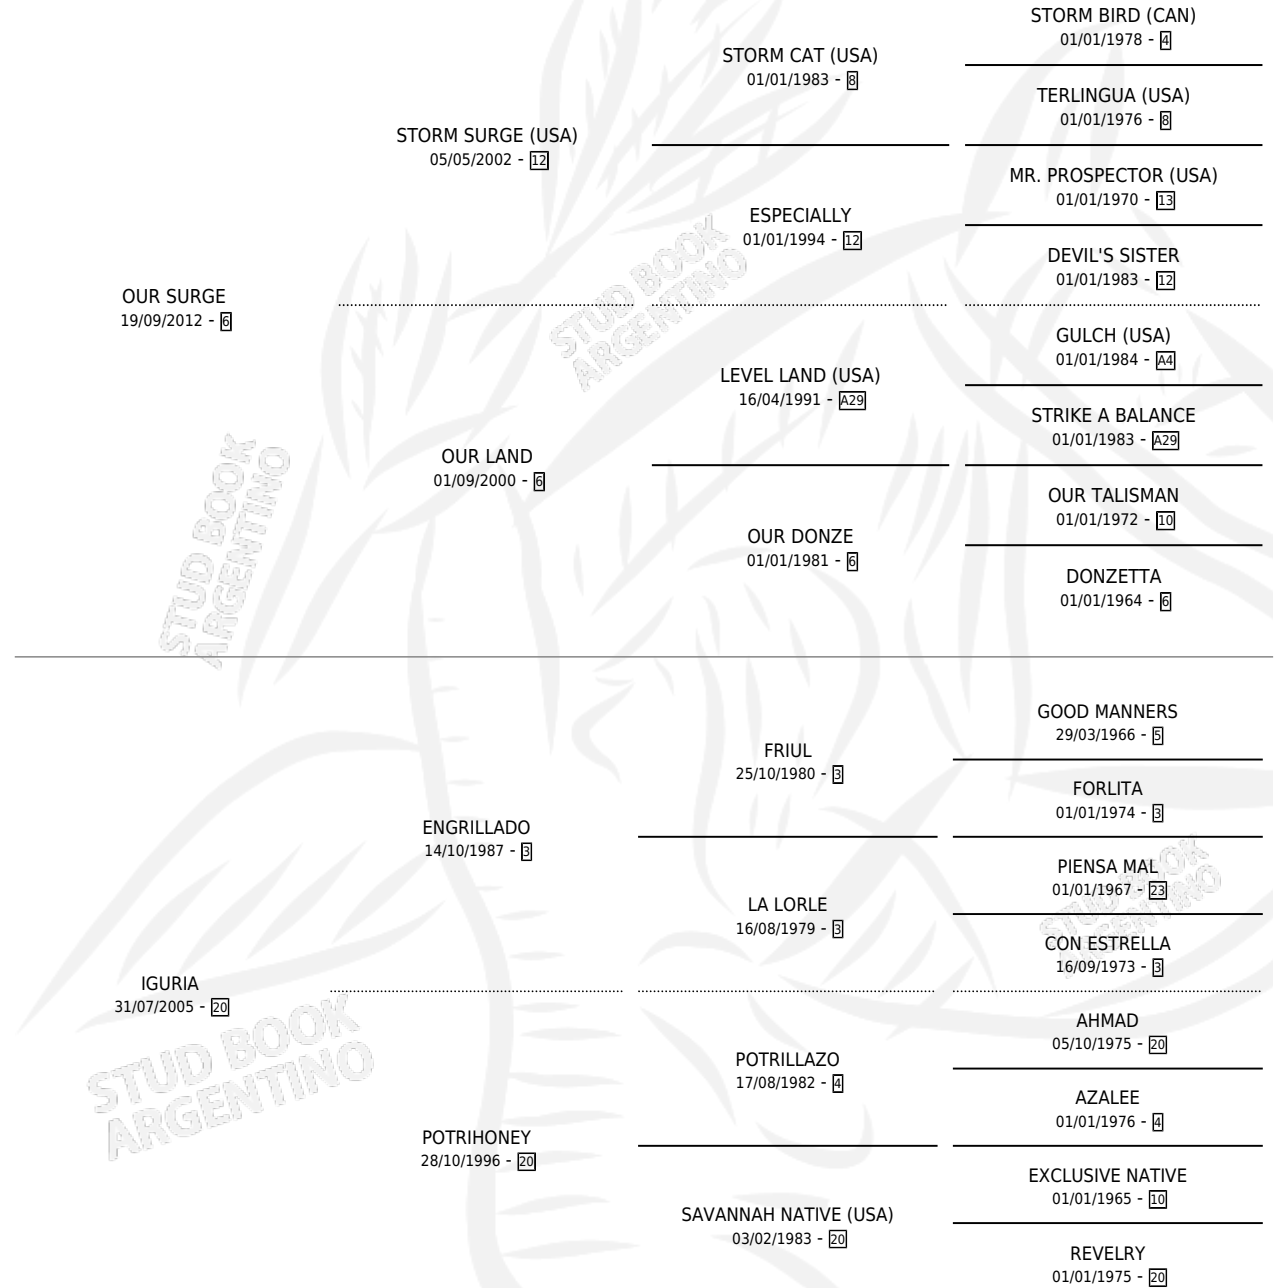 STORM BIRD (CAN)
01/01/1978 - 4
STORM CAT (USA)
01/01/1983 - 8
TERLINGUA (USA)
01/01/1976 - 8
STORM SURGE (USA)
05/05/2002 - 12
MR. PROSPECTOR (USA)
01/01/1970 - 13
ESPECIALLY
01/01/1994 - 12
DEVIL'S SISTER
01/01/1983 - 12
OUR SURGE
19/09/2012 - 6
GULCH (USA)
01/01/1984 - A4
LEVEL LAND (USA)
16/04/1991 - A29
STRIKE A BALANCE
01/01/1983 - A29
OUR LAND
01/09/2000 - 6
OUR TALISMAN
01/01/1972 - 10
OUR DONZE
01/01/1981 - 6
DONZETTA
01/01/1964 - 6
STUD BOOK
ARGENTINO
STUD BOOK
ARGENTINO
GOOD MANNERS
29/03/1966 - 5
FRIUL
25/10/1980 - 3
FORLITA
01/01/1974 - 3
ENGRILLADO
14/10/1987 - 3
PIENSA MAL
01/01/1967 - 23
LA LORLE
16/08/1979 - 3
CON ESTRELLA
16/09/1973 - 3
STUD BOOK
ARGENTINO
IGURIA
31/07/2005 - 20
AHMAD
05/10/1975 - 20
POTRILLAZO
17/08/1982 - 4
AZALEE
01/01/1976 - 4
STUD BOOK
ARGENTINO
POTRIHONEY
28/10/1996 - 20
EXCLUSIVE NATIVE
01/01/1965 - 10
SAVANNAH NATIVE (USA)
03/02/1983 - 20
REVELRY
01/01/1975 - 20